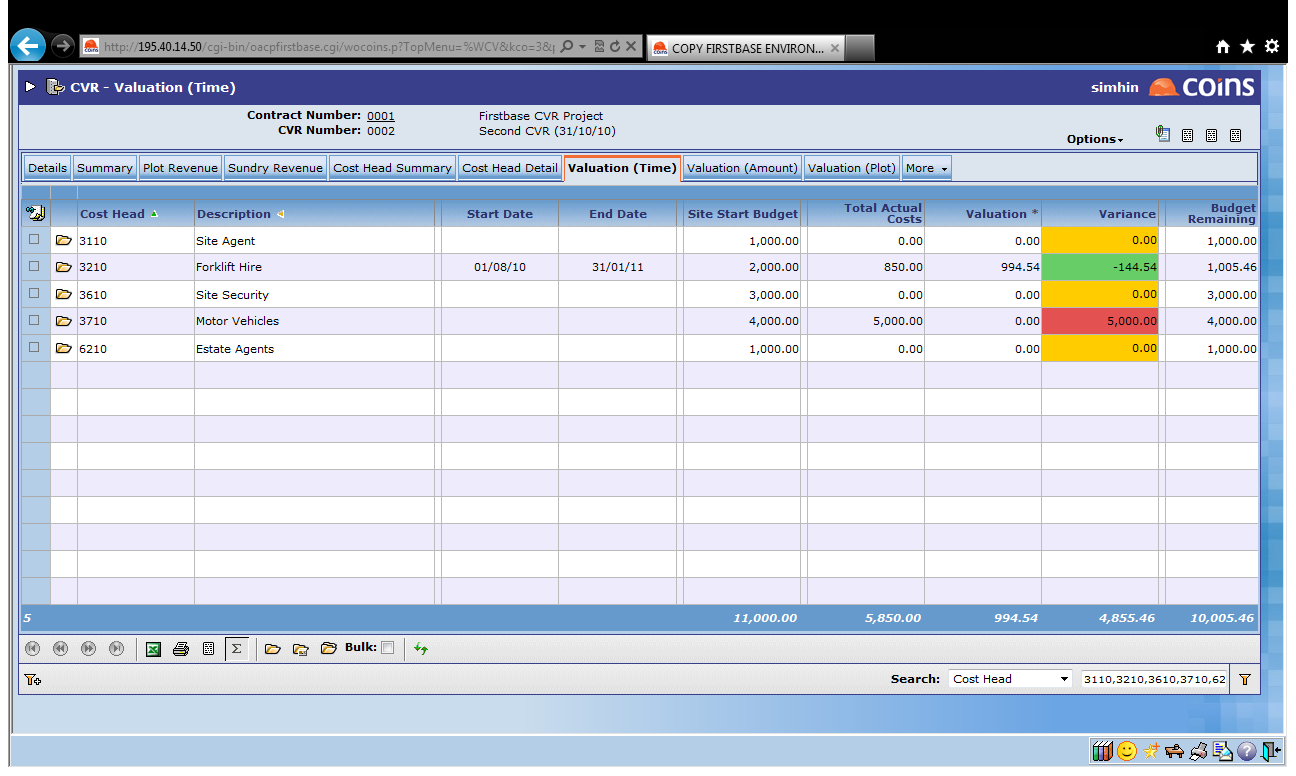 http://195.40.14.50/cgi-bin/oacpfirstbase.cgi/wocoins.p?TopMenu=%WCV&kco=3&
COPY FIRSTBASE ENVIRON...
CVR - Valuation (Time)
simhin coins
Contract Number: 0001 Firstbase CVR Project
CVR Number: 0002 Second CVR (31/10/10)
Options
Details Summary Plot Revenue Sundry Revenue Cost Head Summary Cost Head Detail Valuation (Time) Valuation (Amount) Valuation (Plot) More
Cost Head Description Start Date End Date Site Start Budget Total Actual Costs Valuation * Variance Budget Remaining
3110 Site Agent 1,000.00 0.00 0.00 0.00 1,000.00
3210 Forklift Hire 01/08/10 31/01/11 2,000.00 850.00 994.54 -144.54 1,005.46
3610 Site Security 3,000.00 0.00 0.00 0.00 3,000.00
3710 Motor Vehicles 4,000.00 5,000.00 0.00 5,000.00 4,000.00
6210 Estate Agents 1,000.00 0.00 0.00 0.00 1,000.00
5 11,000.00 5,850.00 994.54 4,855.46 10,005.46
Σ Bulk:
Search: Cost Head 3110,3210,3610,3710,62